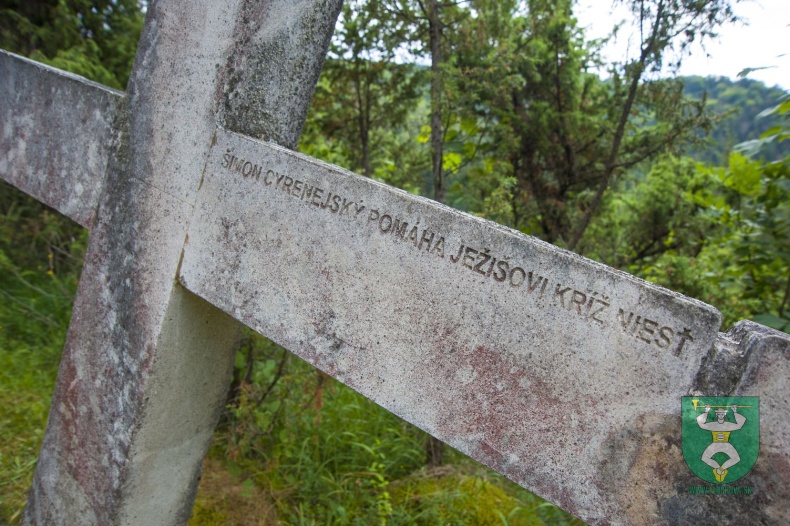 ŠIMON CYRENEJSKÝ POMÁHA JEŽIŠOVI KRÍŽ NIESŤ